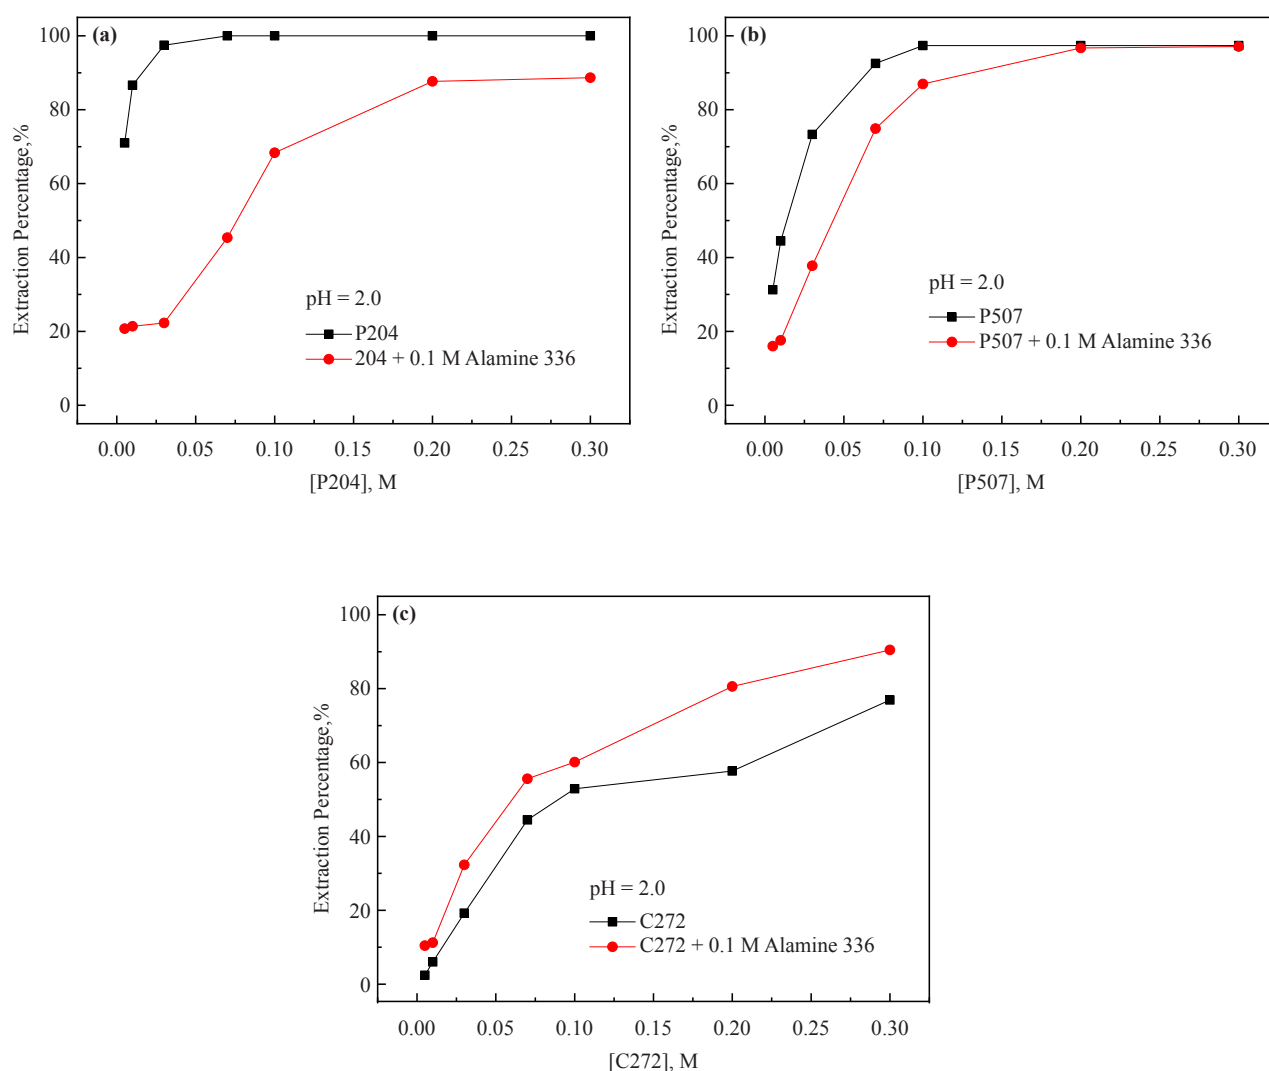 (a)
100
80
60
40
20
0
Extraction Percentage,%
pH = 2.0
P204
204 + 0.1 M Alamine 336
0.00 0.05 0.10 0.15 0.20 0.25 0.30
[P204], M
(b)
100
80
60
40
20
0
Extraction Percentage,%
pH = 2.0
P507
P507 + 0.1 M Alamine 336
0.00 0.05 0.10 0.15 0.20 0.25 0.30
[P507], M
(c)
100
80
60
40
20
0
Extraction Percentage,%
pH = 2.0
C272
C272 + 0.1 M Alamine 336
0.00 0.05 0.10 0.15 0.20 0.25 0.30
[C272], M